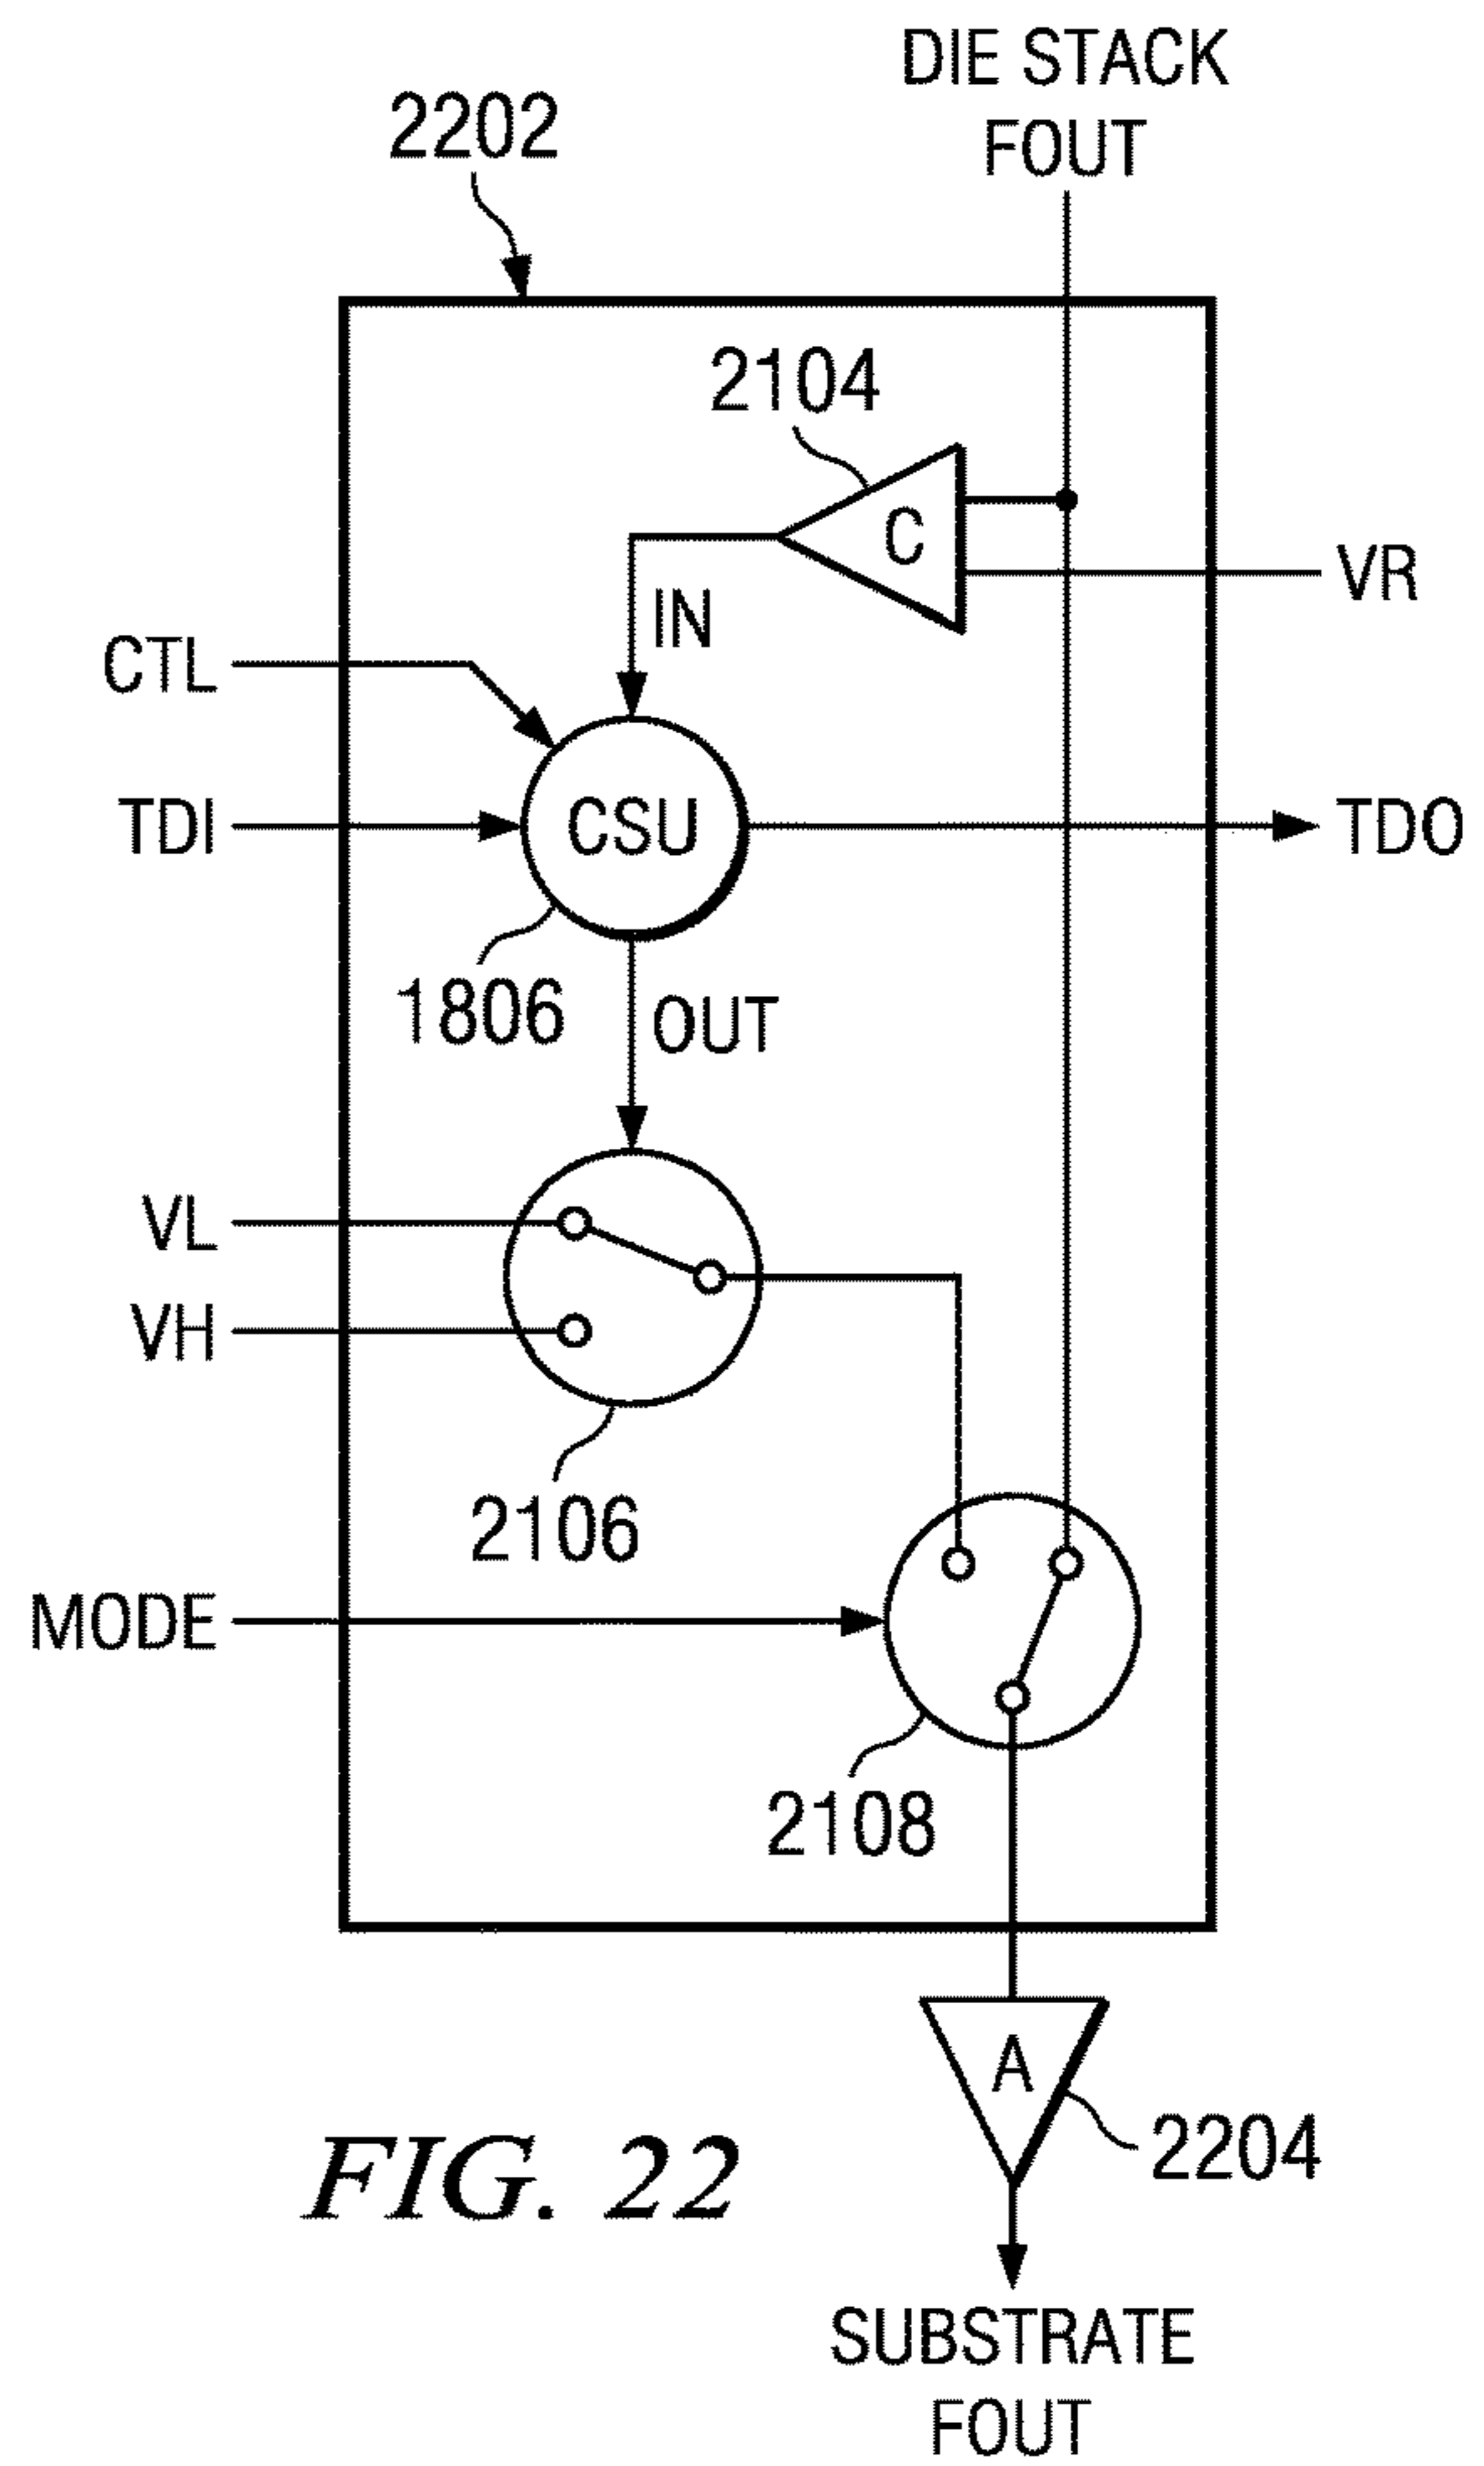 DIE STACK
FOUT
2202
2104
C
VR
IN
CTL
TDI
CSU
TDO
1806
OUT
VL
VH
2106
MODE
2108
A
2204
FIG. 22
SUBSTRATE
FOUT